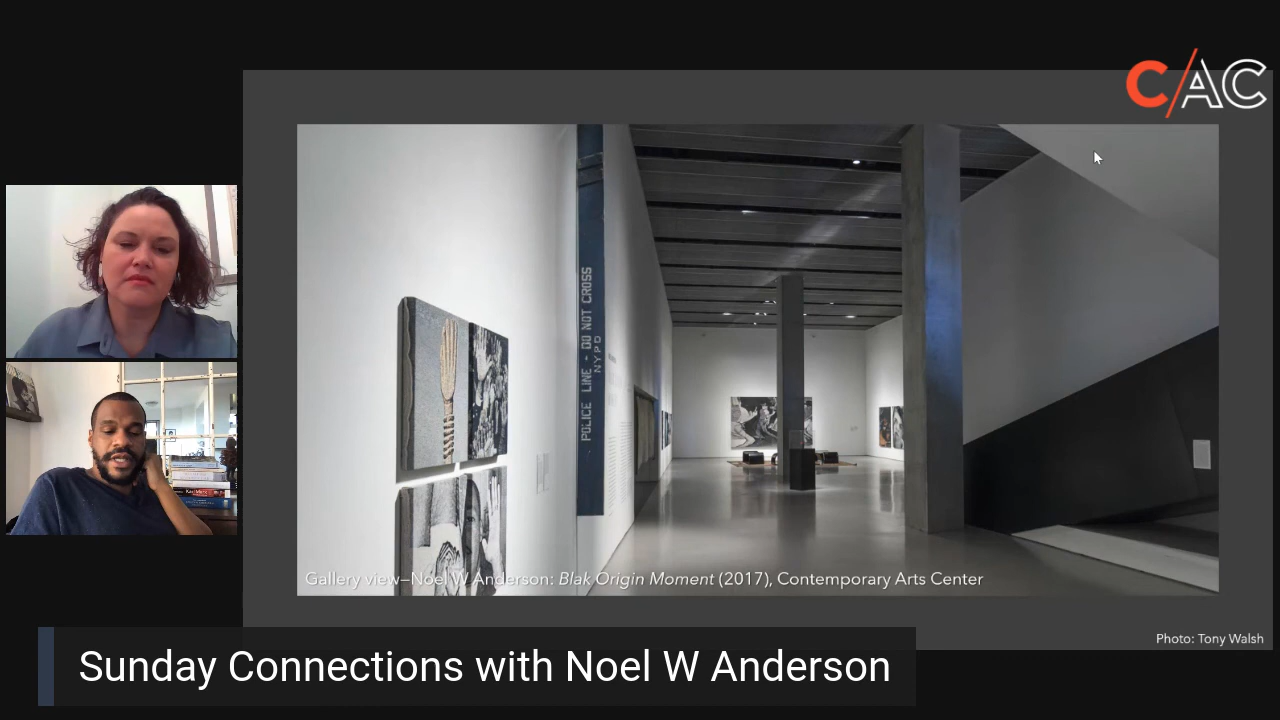 C/AC
POLICE LINE - DO NOT CROSS
NYPD
Gallery view—Noel W Anderson: Blak Origin Moment (2017), Contemporary Arts Center
Photo: Tony Walsh
Sunday Connections with Noel W Anderson